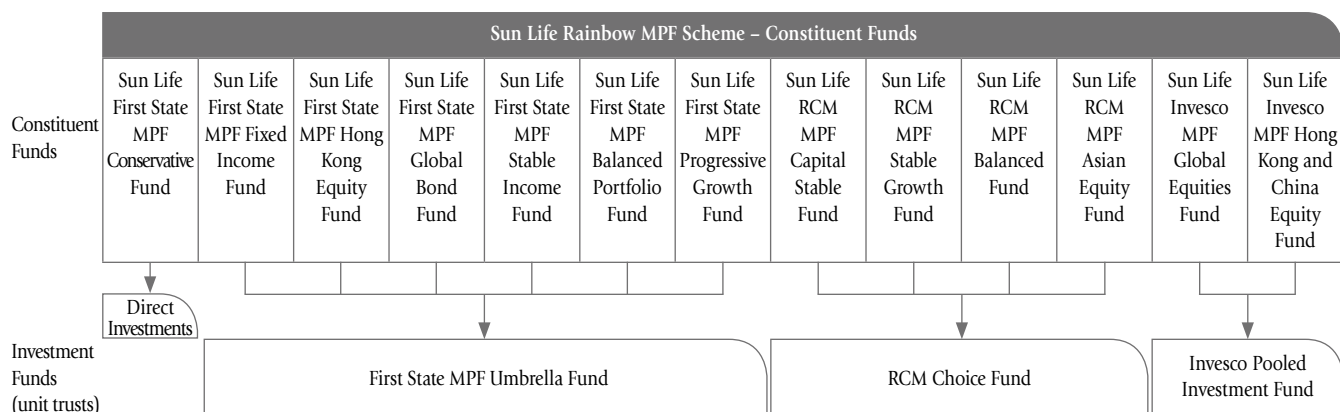 Sun Life Rainbow MPF Scheme – Constituent Funds
Constituent
Funds
Sun Life
First State
MPF
Conservative
Fund
Sun Life
First State
MPF Fixed
Income
Fund
Sun Life
First State
MPF Hong
Kong
Equity
Fund
Sun Life
First State
MPF
Global
Bond
Fund
Sun Life
First State
MPF
Stable
Income
Fund
Sun Life
First State
MPF
Balanced
Portfolio
Fund
Sun Life
First State
MPF
Progressive
Growth
Fund
Sun Life
RCM
MPF
Capital
Stable
Fund
Sun Life
RCM
MPF
Stable
Growth
Fund
Sun Life
RCM
MPF
Balanced
Fund
Sun Life
RCM
MPF
Asian
Equity
Fund
Sun Life
Invesco
MPF
Global
Equities
Fund
Sun Life
Invesco
MPF Hong
Kong and
China
Equity
Fund
Direct
Investments
Investment
Funds
(unit trusts)
First State MPF Umbrella Fund
RCM Choice Fund
Invesco Pooled
Investment Fund